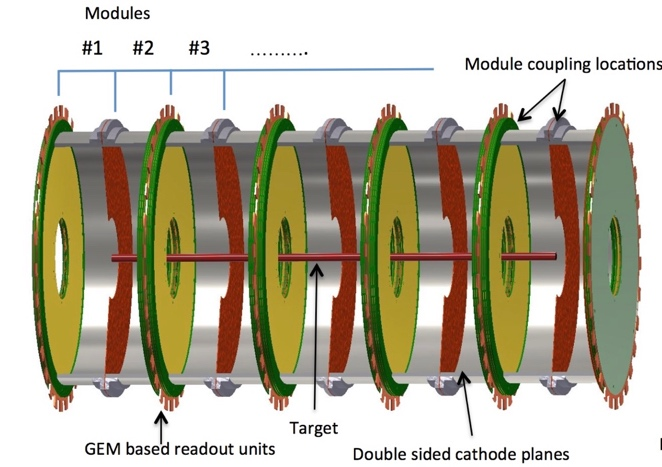 Modules
#1 #2 #3 ..........
Module coupling locations
Target
GEM based readout units
Double sided cathode planes